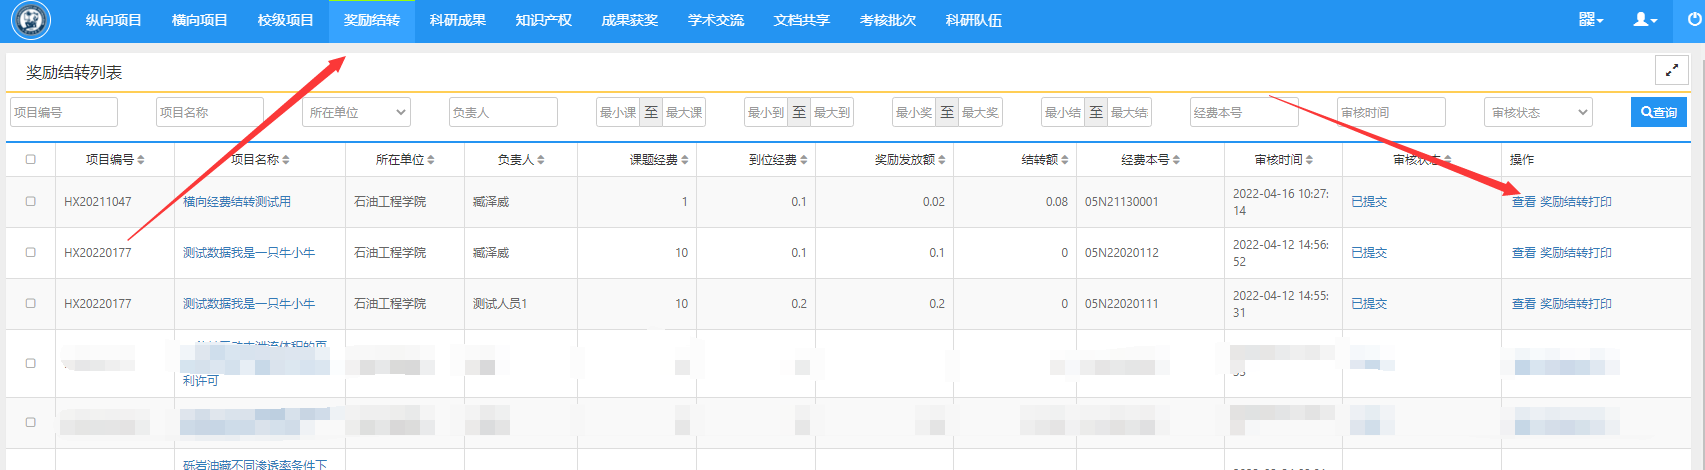 纵向项目 横向项目 校级项目 奖励结转 科研成果 知识产权 成果获奖 学术交流 文档共享 考核批次 科研队伍
奖励结转列表
项目编号 项目名称 所在单位 负责人 最小课 至 最大课 最小到 至 最大到 最小奖 至 最大奖 最小结 至 最大结 经费本号 审核时间 审核状态 查询
项目编号 项目名称 所在单位 负责人 课题经费 到位经费 奖励发放额 结转额 经费本号 审核时间 审核状态 操作
HX20211047 横向经费结转测试用 石油工程学院 臧泽威 1 0.1 0.02 0.08 05N21130001 2022-04-16 10:27:
14 已提交 查看 奖励结转打印
HX20220177 测试数据我是一只牛小牛 石油工程学院 臧泽威 10 0.1 0.1 0 05N22020112 2022-04-12 14:56:
52 已提交 查看 奖励结转打印
HX20220177 测试数据我是一只牛小牛 石油工程学院 测试人员1 10 0.2 0.2 0 05N22020111 2022-04-12 14:55:
31 已提交 查看 奖励结转打印
利许可
砾岩油藏不同渗透率条件下